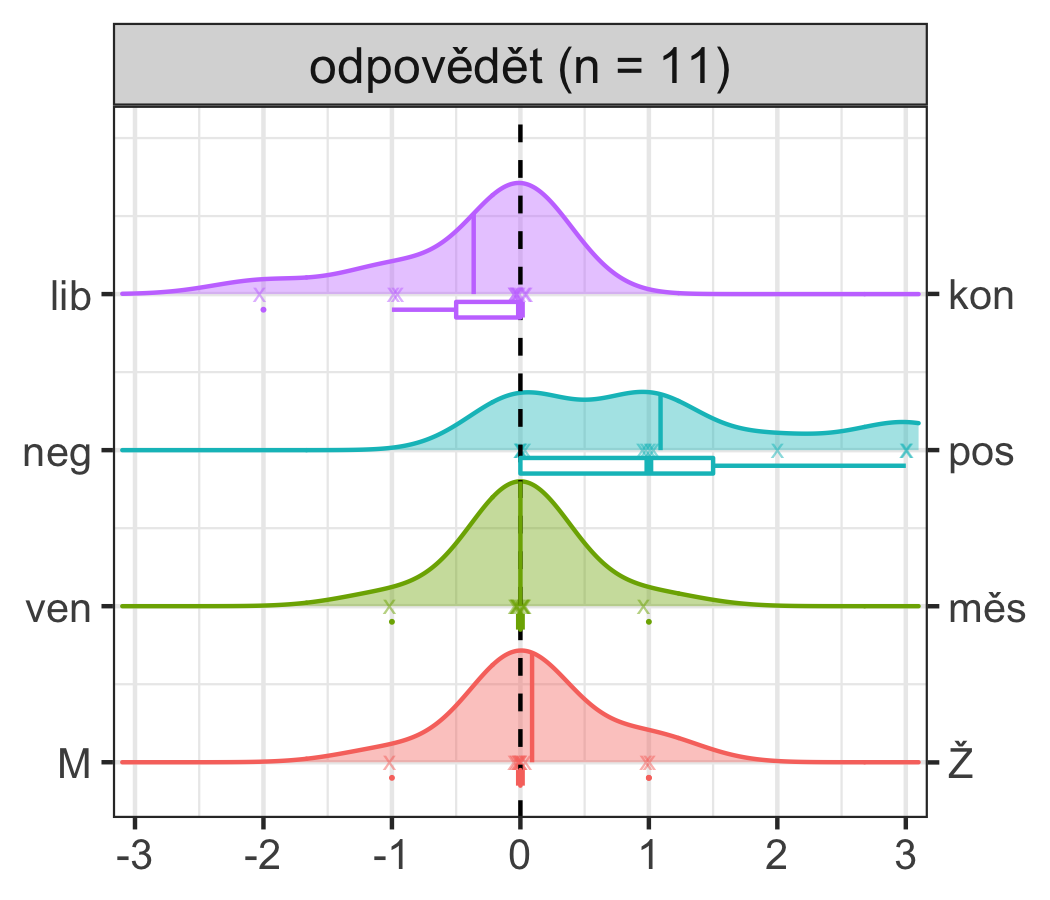 odpovědět (n = 11)
lib kon
neg pos
ven měs
M Ž
-3 -2 -1 0 1 2 3